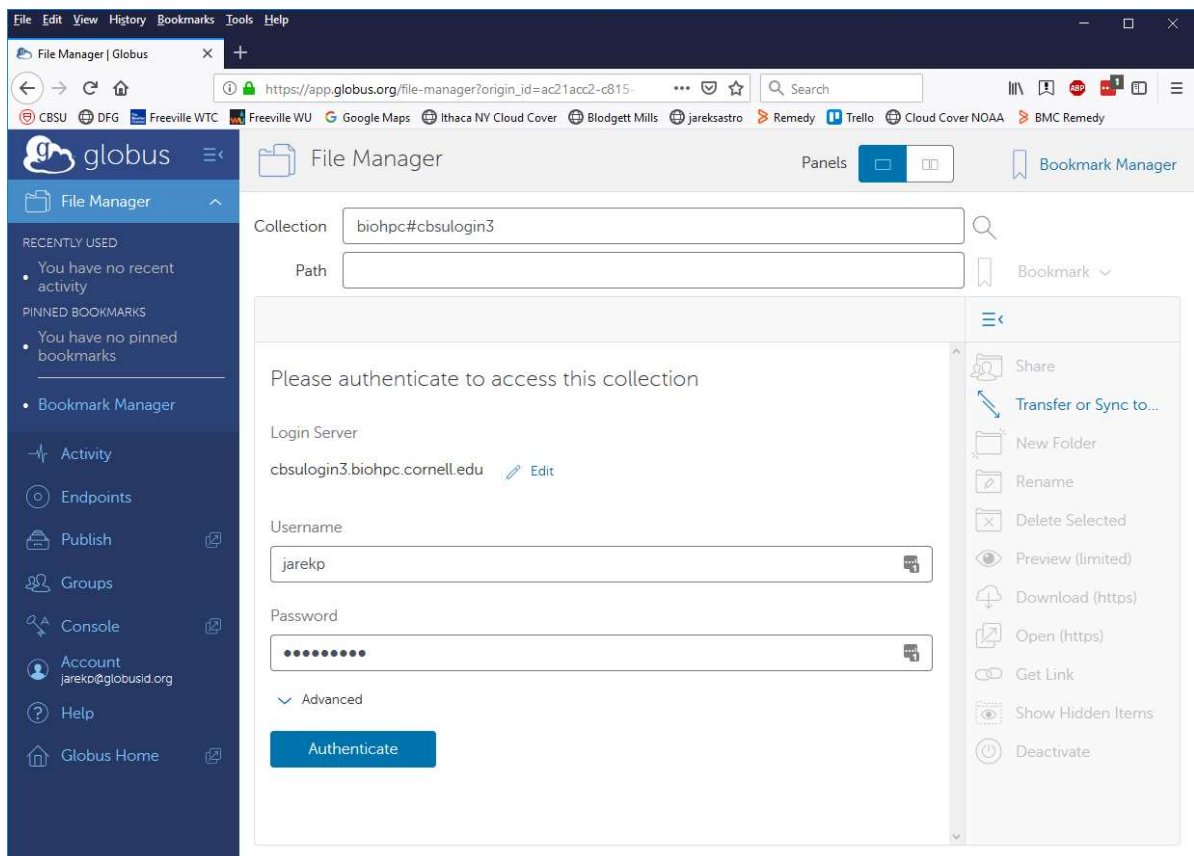 File Edit View History Bookmarks Tools Help
File Manager | Globus
https://app.globus.org/file-manager?origin_id=ac21acc2-c815-
Search
ABP
1
CBSU DFG Freeville WTC Freeville WU Google Maps Ithaca NY Cloud Cover Blodgett Mills jareksastro Remedy Trello Cloud Cover NOAA BMC Remedy
globus
File Manager
Panels
Bookmark Manager
File Manager
RECENTLY USED
You have no recent
activity
PINNED BOOKMARKS
You have no pinned
bookmarks
Bookmark Manager
Activity
Endpoints
Publish
Groups
Console
Account
jarekp@globusid.org
Help
Globus Home
Collection biohpc#cbsulogin3
Path
Bookmark
Please authenticate to access this collection
Login Server
cbsulogin3.biohpc.cornell.edu Edit
Username
jarekp
1
Password
•••••••••
1
Advanced
Authenticate
Share
Transfer or Sync to...
New Folder
Rename
Delete Selected
Preview (limited)
Download (https)
Open (https)
Get Link
Show Hidden Items
Deactivate